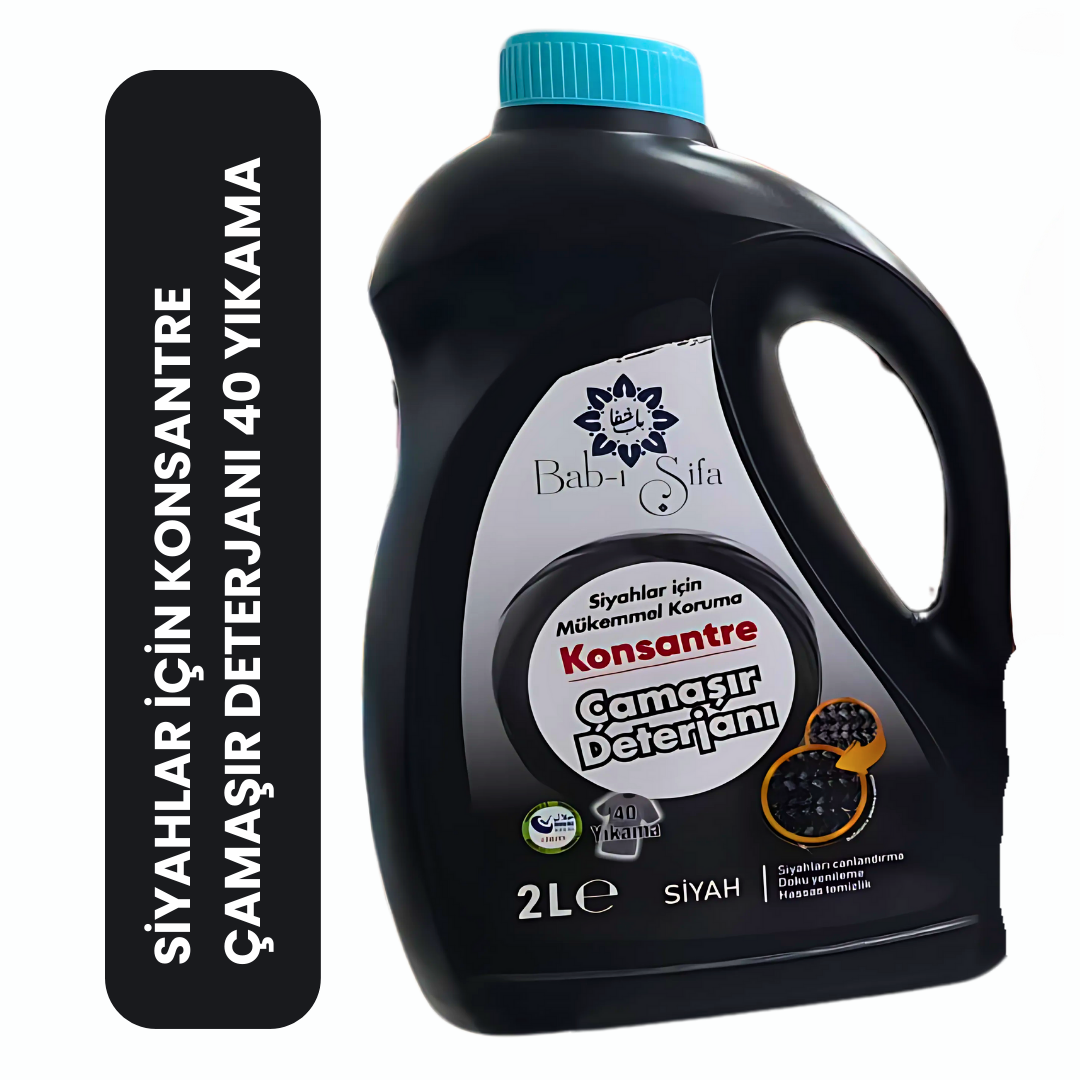 SİYAHLAR İÇİN KONSANTRE
ÇAMAŞIR DETERJANI 40 YIKAMA
Bab-ı Şifa
Siyahlar için
Mükemmel Koruma
Konsantre
Çamaşır
Deterjanı
40
Yıkama
2L℮
SİYAH
Siyahları canlandırma
Doku yenileme
Hassas temizlik